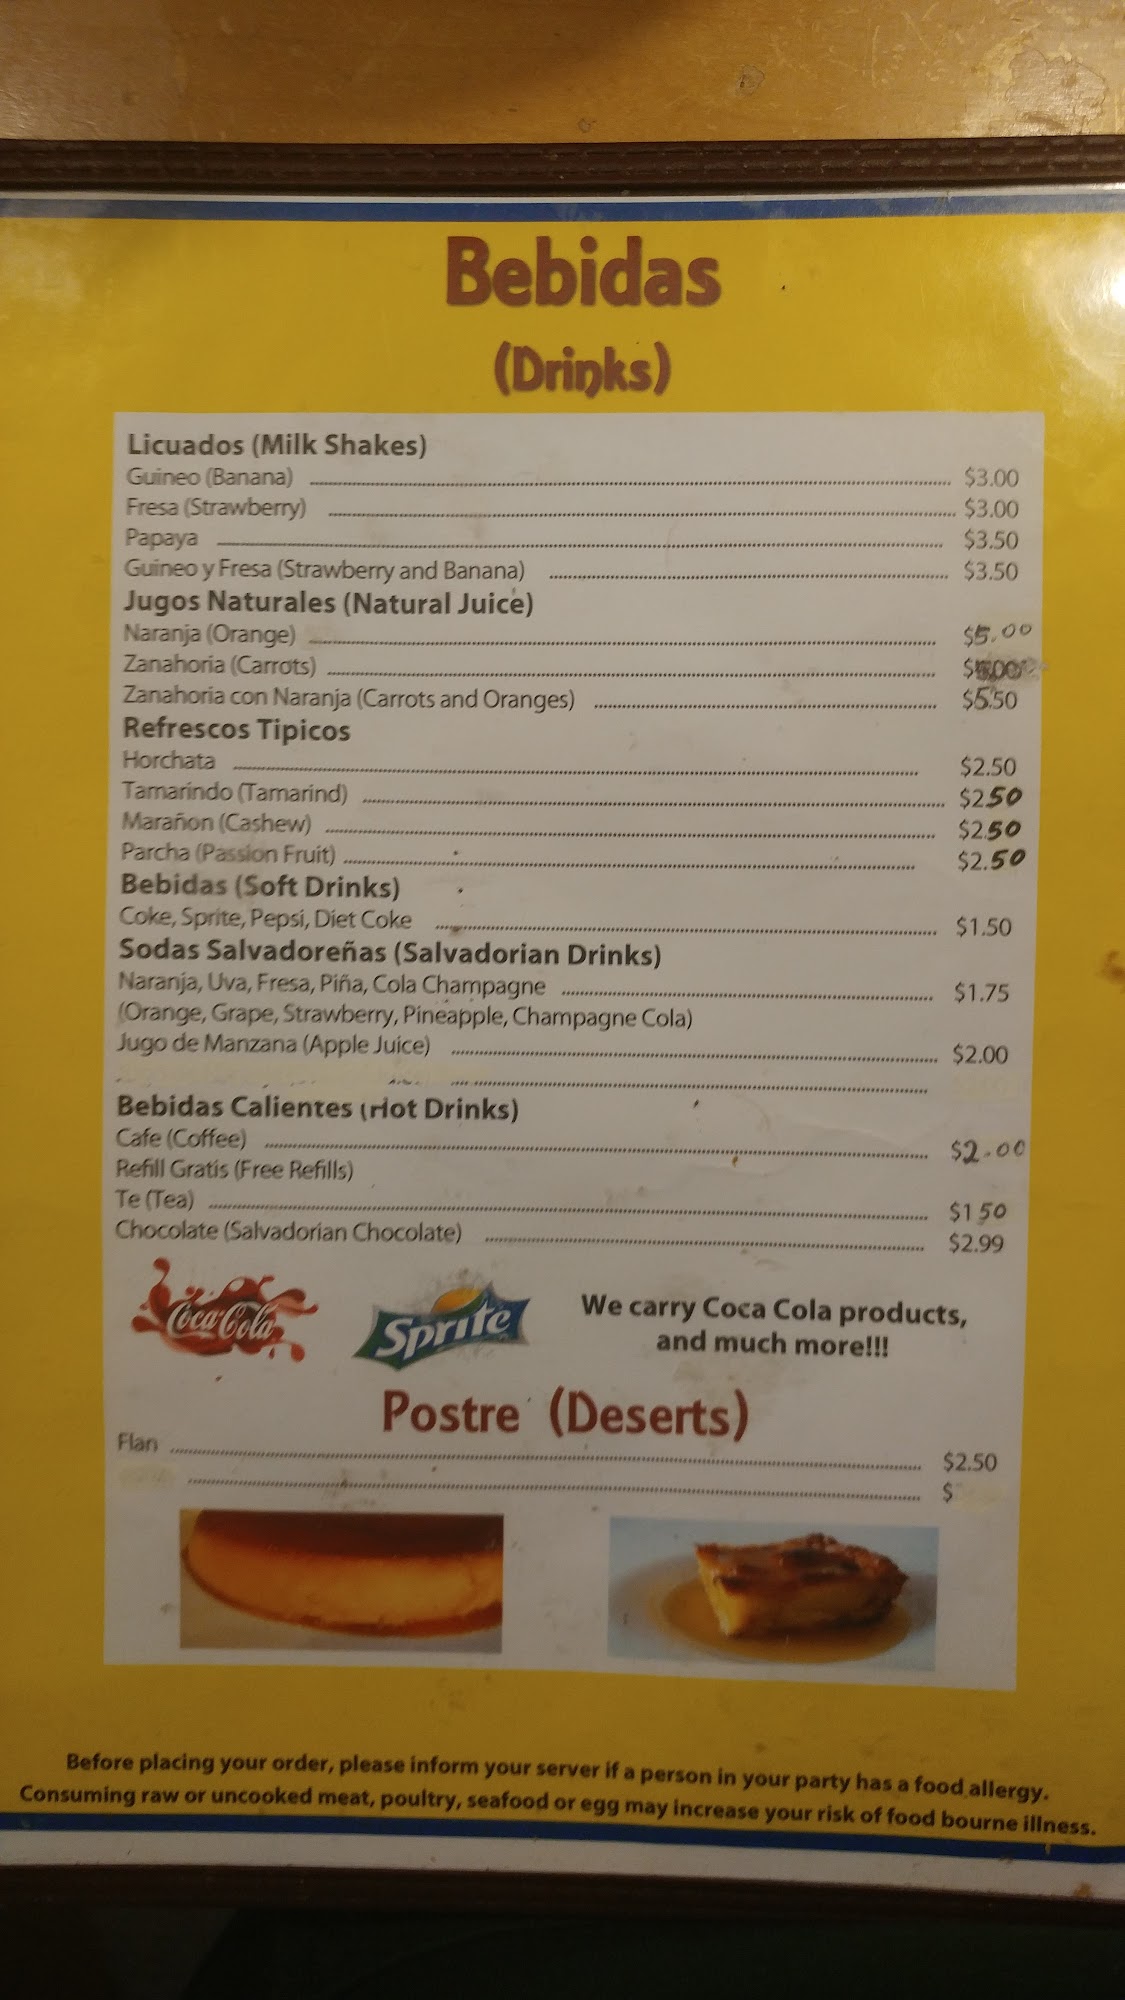 Bebidas
(Drinks)
Licuados (Milk Shakes)
Guineo (Banana) $3.00
Fresa (Strawberry) $3.00
Papaya $3.50
Guineo y Fresa (Strawberry and Banana) $3.50
Jugos Naturales (Natural Juice)
Naranja (Orange) $5.00
Zanahoria (Carrots)
Zanahoria con Naranja (Carrots and Oranges) $5.50
Refrescos Tipicos
Horchata $2.50
Tamarindo (Tamarind) $2.50
Marañon (Cashew) $2.50
Parcha (Passion Fruit) $2.50
Bebidas (Soft Drinks)
Coke, Sprite, Pepsi, Diet Coke $1.50
Sodas Salvadoreñas (Salvadorian Drinks)
Naranja, Uva, Fresa, Piña, Cola Champagne $1.75
(Orange, Grape, Strawberry, Pineapple, Champagne Cola)
Jugo de Manzana (Apple Juice) $2.00
Bebidas Calientes (Hot Drinks)
Cafe (Coffee) $2.00
Refill Gratis (Free Refills)
Te (Tea) $1 50
Chocolate (Salvadorian Chocolate) $2.99
Coca-Cola
Sprite
We carry Coca Cola products,
and much more!!!
Postre (Deserts)
Flan $2.50
$
Before placing your order, please inform your server if a person in your party has a food allergy.
Consuming raw or uncooked meat, poultry, seafood or egg may increase your risk of food bourne illness.